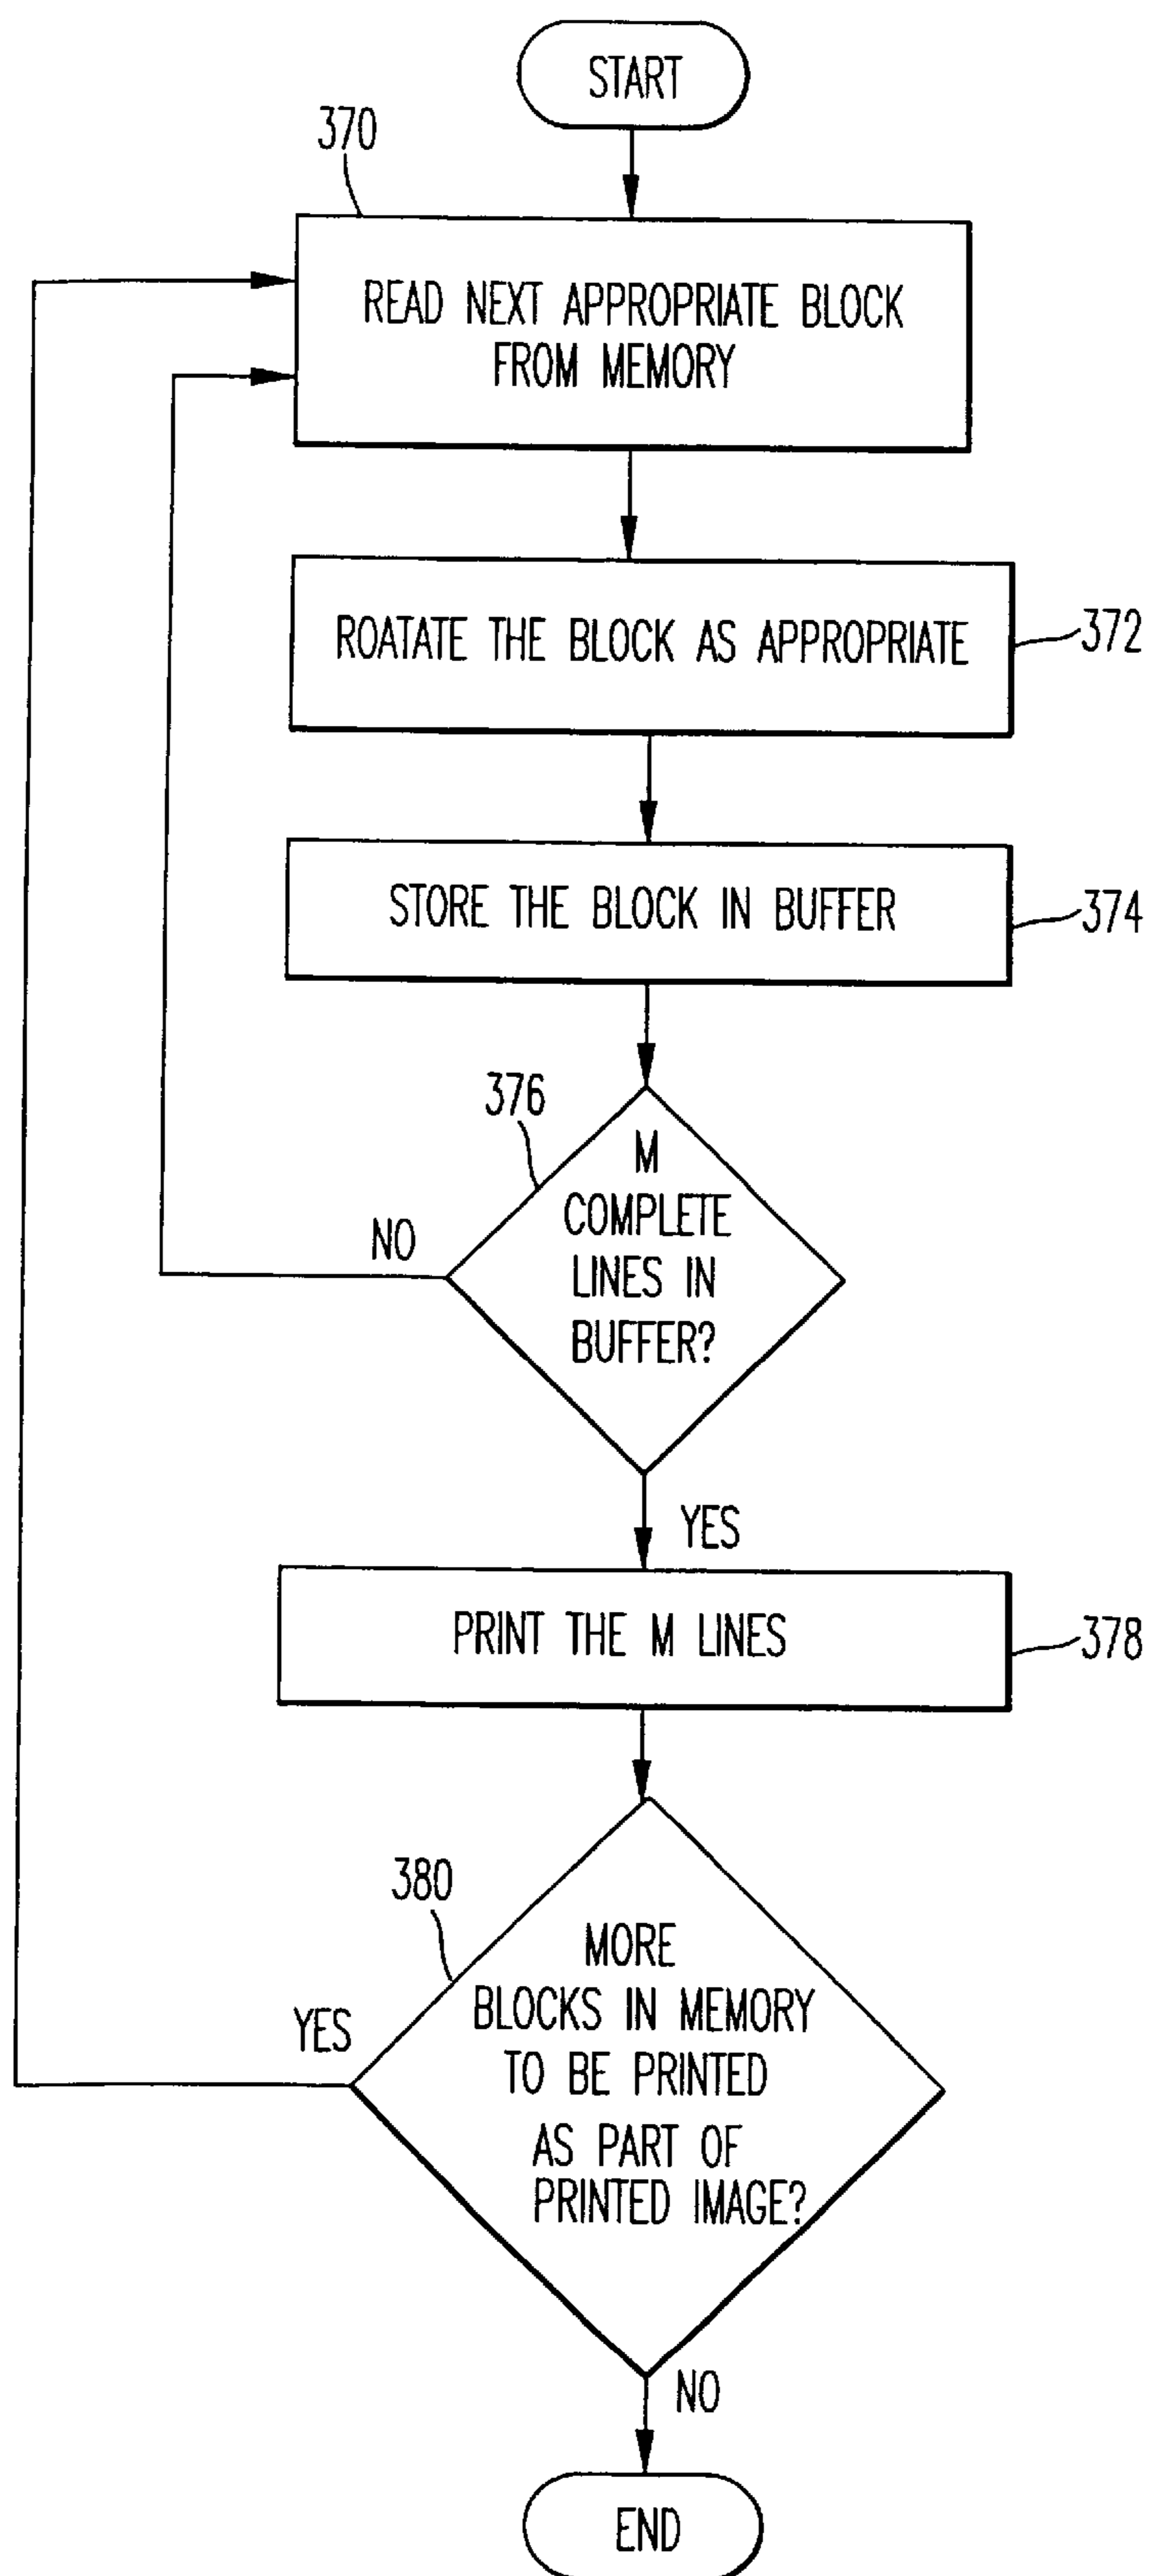 START
370
READ NEXT APPROPRIATE BLOCK
FROM MEMORY
ROATATE THE BLOCK AS APPROPRIATE
372
STORE THE BLOCK IN BUFFER
374
376
M
COMPLETE
LINES IN
BUFFER?
NO
YES
PRINT THE M LINES
378
380
MORE
BLOCKS IN MEMORY
TO BE PRINTED
AS PART OF
PRINTED IMAGE?
YES
NO
END